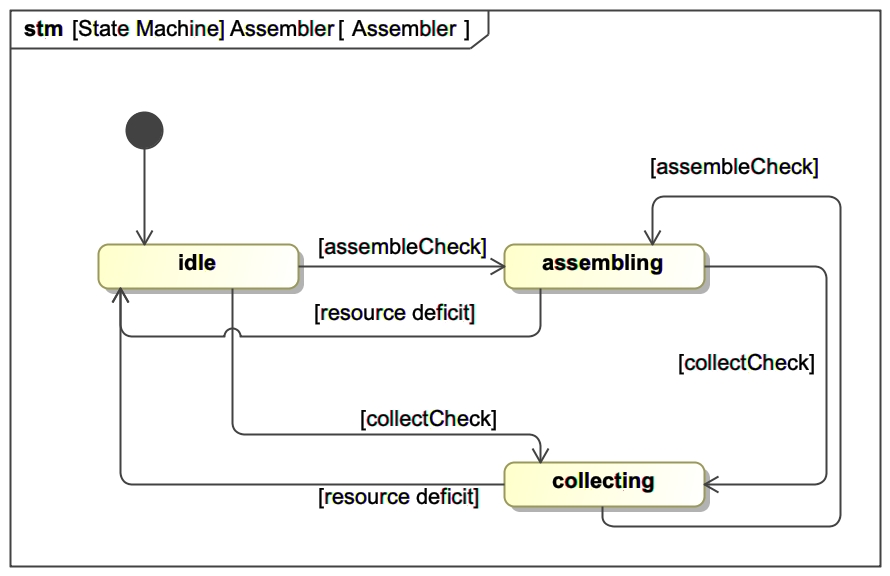 stm [State Machine] Assembler [ Assembler ]
[assembleCheck]
idle
[assembleCheck]
assembling
[resource deficit]
[collectCheck]
[collectCheck]
collecting
[resource deficit]